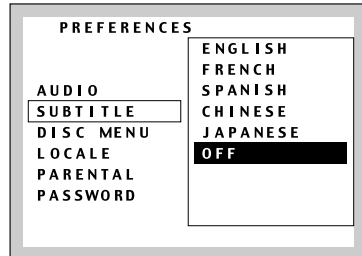 PREFERENCES
AUDIO
SUBTITLE
DISC MENU
LOCALE
PARENTAL
PASSWORD
ENGLISH
FRENCH
SPANISH
CHINESE
JAPANESE
OFF